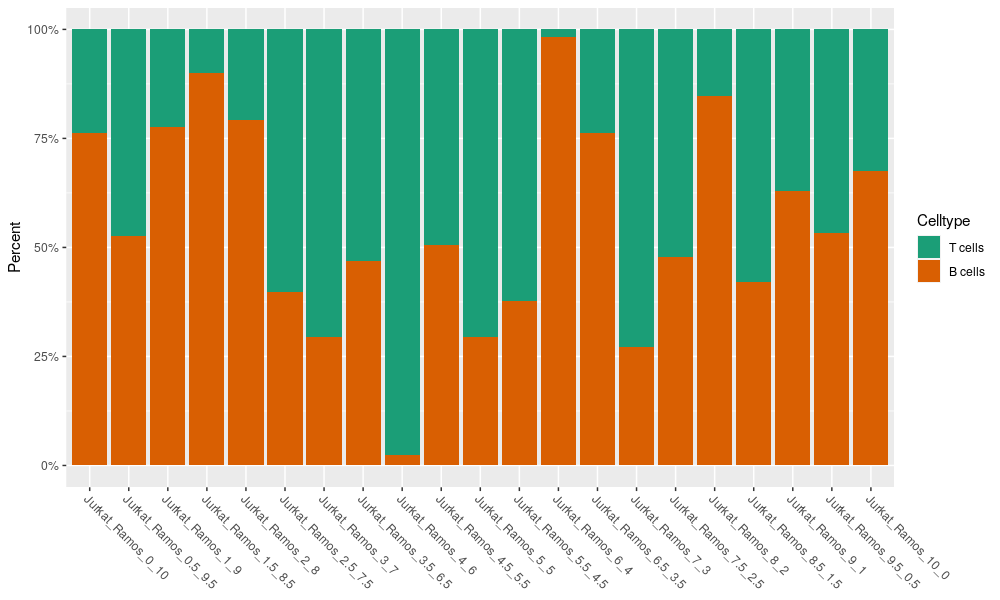 100%
75%
50%
25%
0%
Percent
Jurkat_Ramos_0_10
Jurkat_Ramos_0.5_9.5
Jurkat_Ramos_1_9
Jurkat_Ramos_1.5_8.5
Jurkat_Ramos_2_8
Jurkat_Ramos_2.5_7.5
Jurkat_Ramos_3_7
Jurkat_Ramos_3.5_6.5
Jurkat_Ramos_4_6
Jurkat_Ramos_4.5_5.5
Jurkat_Ramos_5_5
Jurkat_Ramos_5.5_4.5
Jurkat_Ramos_6_4
Jurkat_Ramos_6.5_3.5
Jurkat_Ramos_7_3
Jurkat_Ramos_7.5_2.5
Jurkat_Ramos_8_2
Jurkat_Ramos_8.5_1.5
Jurkat_Ramos_9_1
Jurkat_Ramos_9.5_0.5
Jurkat_Ramos_10_0
Celltype
T cells
B cells